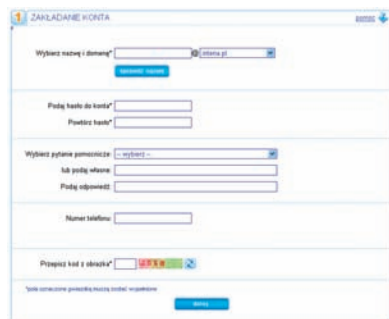 1 ZAKŁADANIE KONTA
pomoc
Wybierz nazwę i domenę* @ interia.pl
sprawdź nazwę
Podaj hasło do konta*
Powtórz hasło*
Wybierz pytanie pomocnicze: -- wybierz --
lub podaj własne:
Podaj odpowiedź:
Numer telefonu:
Przepisz kod z obrazka*
*pola oznaczone gwiazdką muszą zostać wypełnione